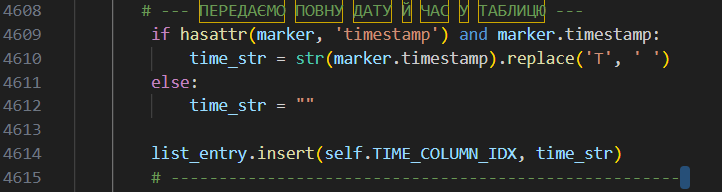 4608 # --- ПЕРЕДАЄМО ПОВНУ ДАТУ Й ЧАС У ТАБЛИЦЮ ---
4609 if hasattr(marker, 'timestamp') and marker.timestamp:
4610 time_str = str(marker.timestamp).replace('T', ' ')
4611 else:
4612 time_str = ""
4613
4614 list_entry.insert(self.TIME_COLUMN_IDX, time_str)
4615 # -----------------------------------------------------